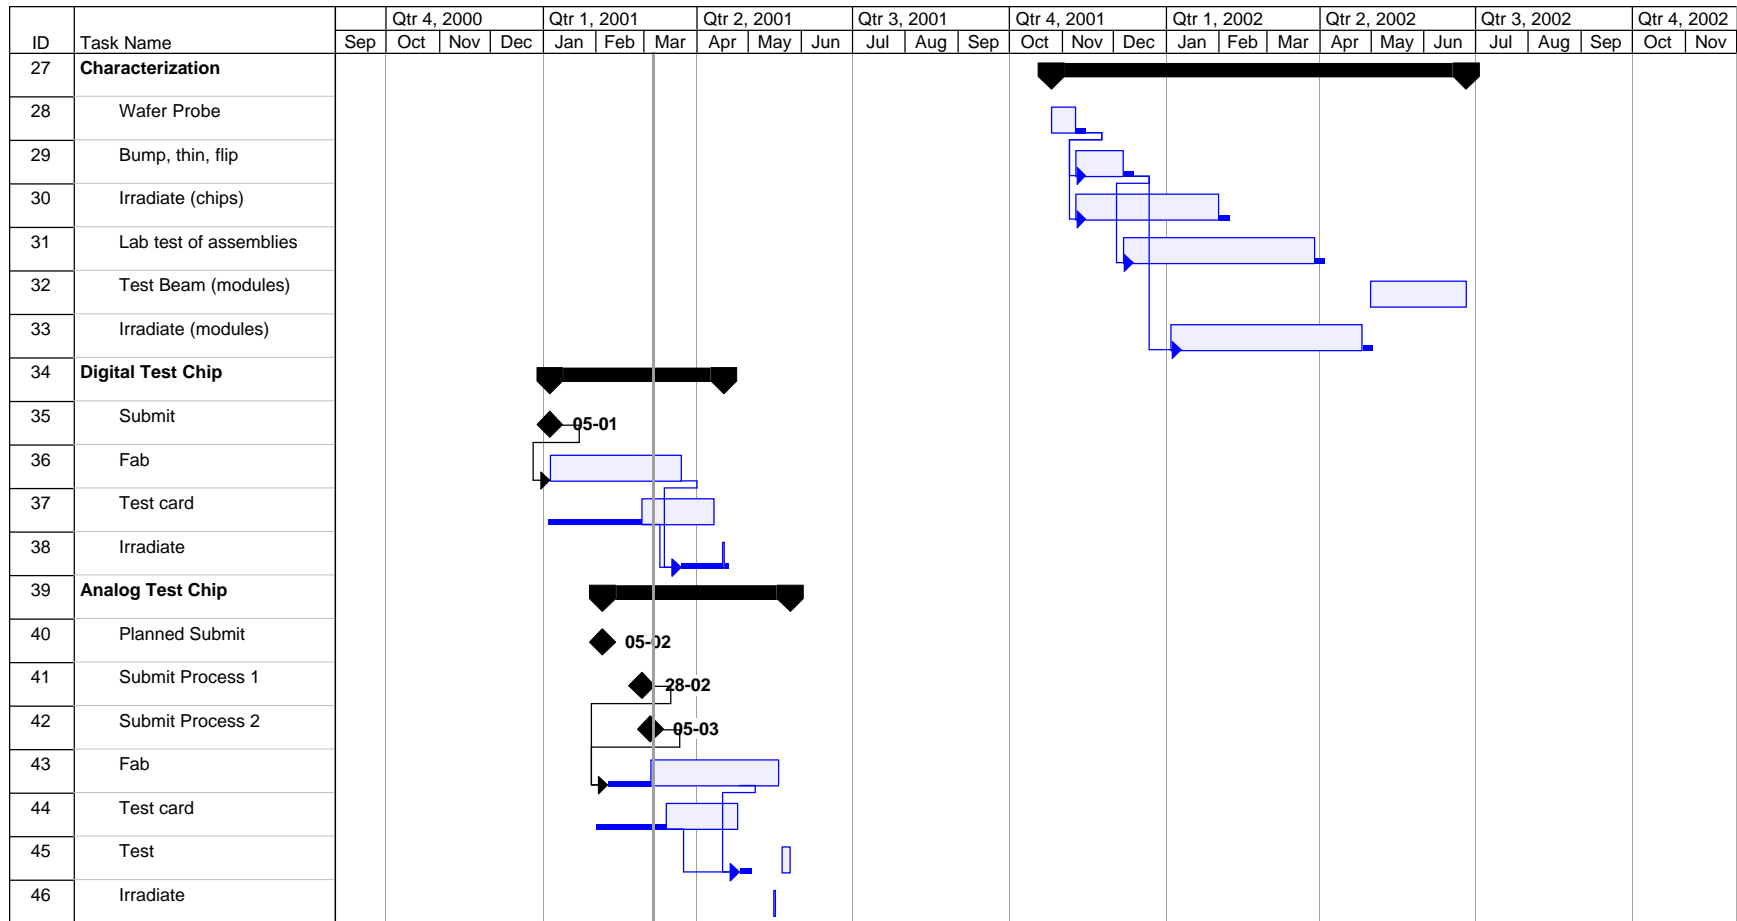 Qtr 4, 2000 Qtr 1, 2001 Qtr 2, 2001 Qtr 3, 2001 Qtr 4, 2001 Qtr 1, 2002 Qtr 2, 2002 Qtr 3, 2002 Qtr 4, 2002
ID Task Name Sep Oct Nov Dec Jan Feb Mar Apr May Jun Jul Aug Sep Oct Nov Dec Jan Feb Mar Apr May Jun Jul Aug Sep Oct Nov
27 Characterization
28 Wafer Probe
29 Bump, thin, flip
30 Irradiate (chips)
31 Lab test of assemblies
32 Test Beam (modules)
33 Irradiate (modules)
34 Digital Test Chip
35 Submit 05-01
36 Fab
37 Test card
38 Irradiate
39 Analog Test Chip
40 Planned Submit 05-02
41 Submit Process 1 28-02
42 Submit Process 2 05-03
43 Fab
44 Test card
45 Test
46 Irradiate